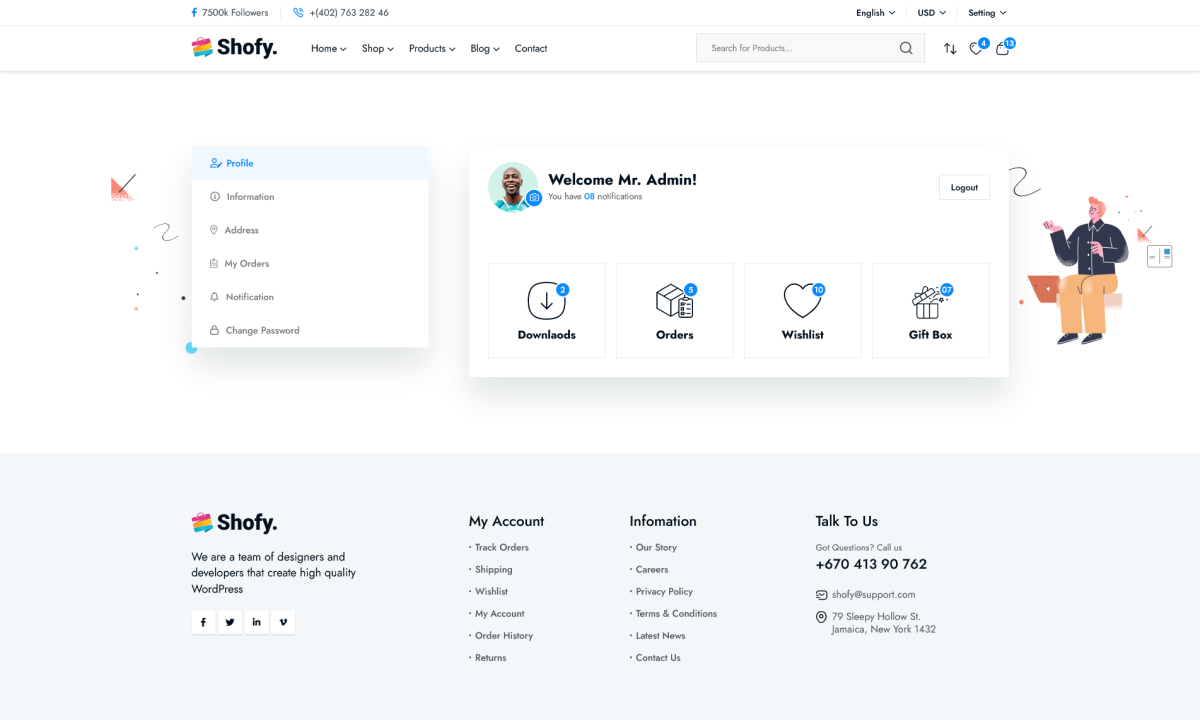 7500k Followers
+(402) 763 282 46
English
USD
Setting
Shofy.
Home
Shop
Products
Blog
Contact
Search for Products...
4
13
Profile
Information
Address
My Orders
Notification
Change Password
Welcome Mr. Admin!
You have 08 notifications
Logout
2
Downlaods
5
Orders
10
Wishlist
07
Gift Box
Shofy.
We are a team of designers and
developers that create high quality
WordPress
My Account
· Track Orders
· Shipping
· Wishlist
· My Account
· Order History
· Returns
Infomation
· Our Story
· Careers
· Privacy Policy
· Terms & Conditions
· Latest News
· Contact Us
Talk To Us
Got Questions? Call us
+670 413 90 762
shofy@support.com
79 Sleepy Hollow St.
Jamaica, New York 1432